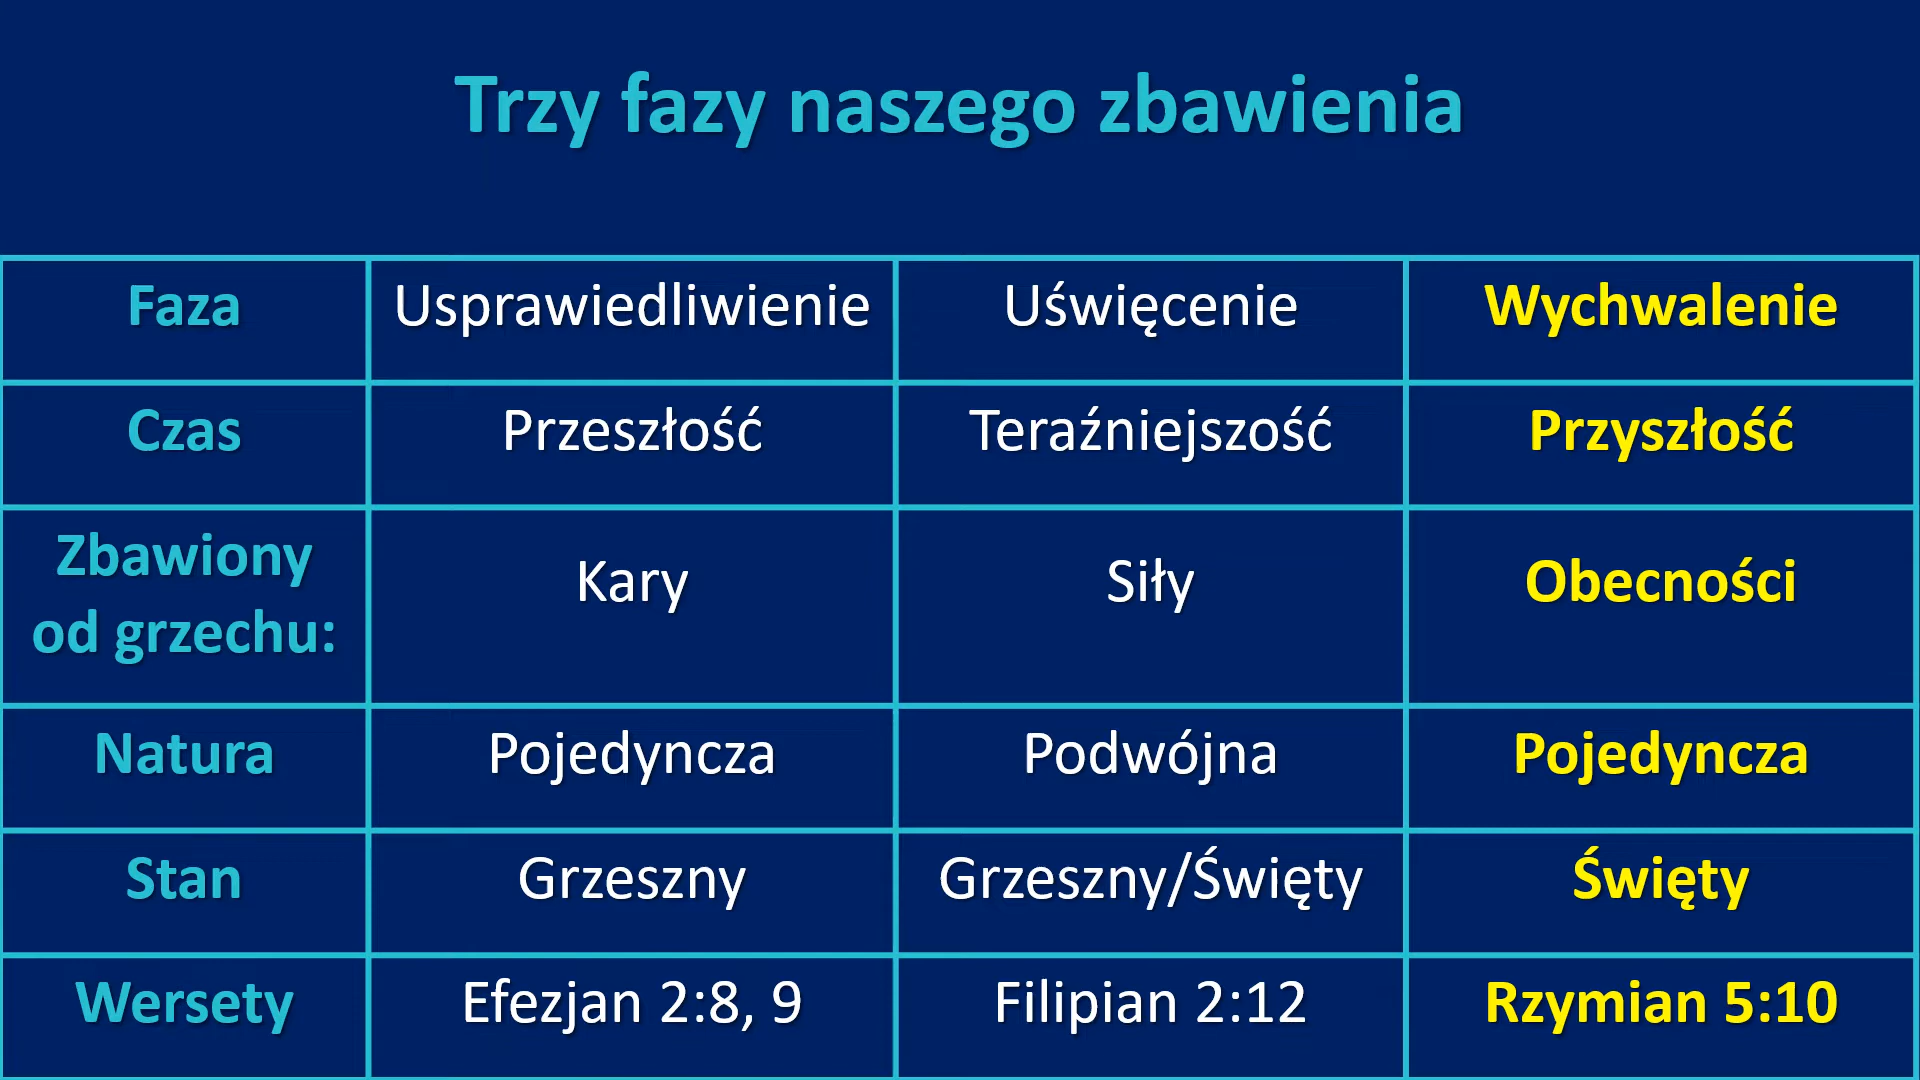 Trzy fazy naszego zbawienia
Faza Usprawiedliwienie Uświęcenie Wychwalenie
Czas Przeszłość Teraźniejszość Przyszłość
Zbawiony
od grzechu: Kary Siły Obecności
Natura Pojedyncza Podwójna Pojedyncza
Stan Grzeszny Grzeszny/Święty Święty
Wersety Efezjan 2:8, 9 Filipian 2:12 Rzymian 5:10